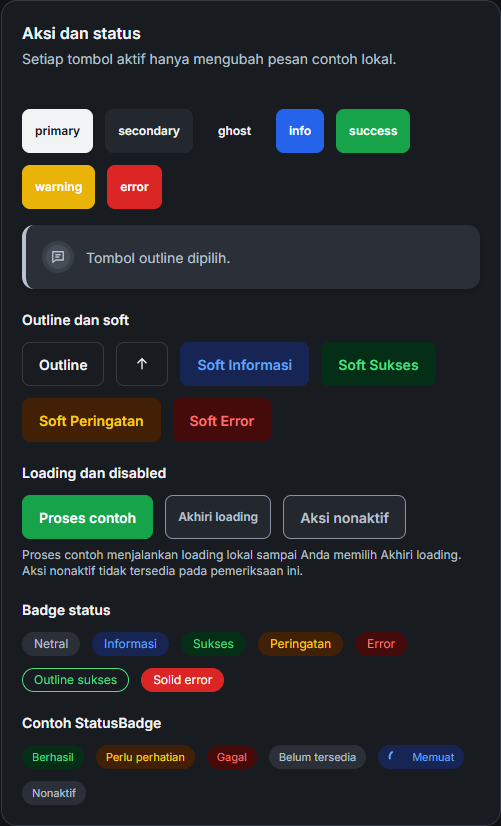 Aksi dan status
Setiap tombol aktif hanya mengubah pesan contoh lokal.
primary secondary ghost info success
warning error
Tombol outline dipilih.
Outline dan soft
Outline ↑ Soft Informasi Soft Sukses
Soft Peringatan Soft Error
Loading dan disabled
Proses contoh Akhiri loading Aksi nonaktif
Proses contoh menjalankan loading lokal sampai Anda memilih Akhiri loading.
Aksi nonaktif tidak tersedia pada pemeriksaan ini.
Badge status
Netral Informasi Sukses Peringatan Error
Outline sukses Solid error
Contoh StatusBadge
Berhasil Perlu perhatian Gagal Belum tersedia Memuat
Nonaktif